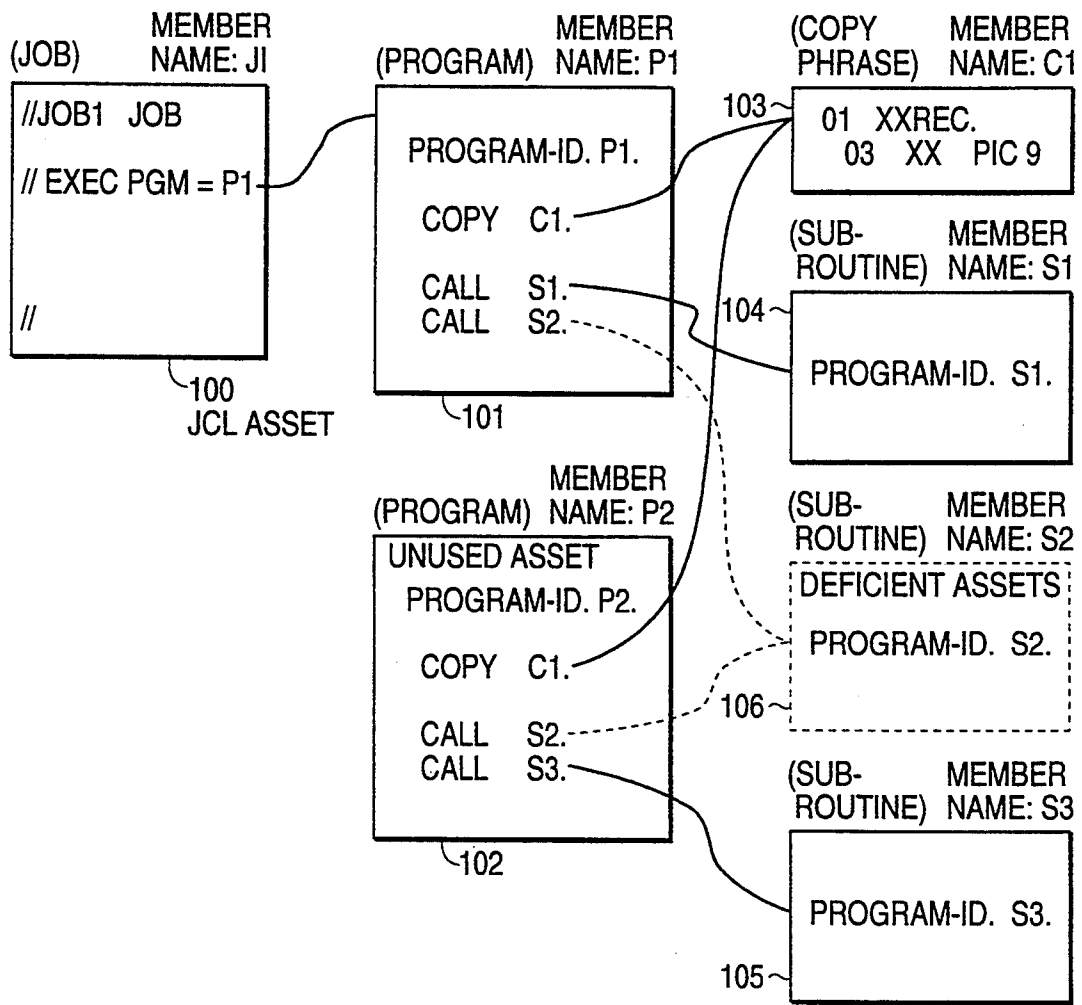 (JOB)
MEMBER
NAME: JI
//JOB1 JOB
// EXEC PGM = P1
//
100
JCL ASSET
(PROGRAM)
MEMBER
NAME: P1
PROGRAM-ID. P1.
COPY C1.
CALL S1.
CALL S2.
101
(PROGRAM)
MEMBER
NAME: P2
UNUSED ASSET
PROGRAM-ID. P2.
COPY C1.
CALL S2.
CALL S3.
102
(COPY
PHRASE)
MEMBER
NAME: C1
103
01 XXREC.
03 XX PIC 9
(SUB-
ROUTINE)
MEMBER
NAME: S1
104
PROGRAM-ID. S1.
(SUB-
ROUTINE)
MEMBER
NAME: S2
DEFICIENT ASSETS
PROGRAM-ID. S2.
106
(SUB-
ROUTINE)
MEMBER
NAME: S3
PROGRAM-ID. S3.
105